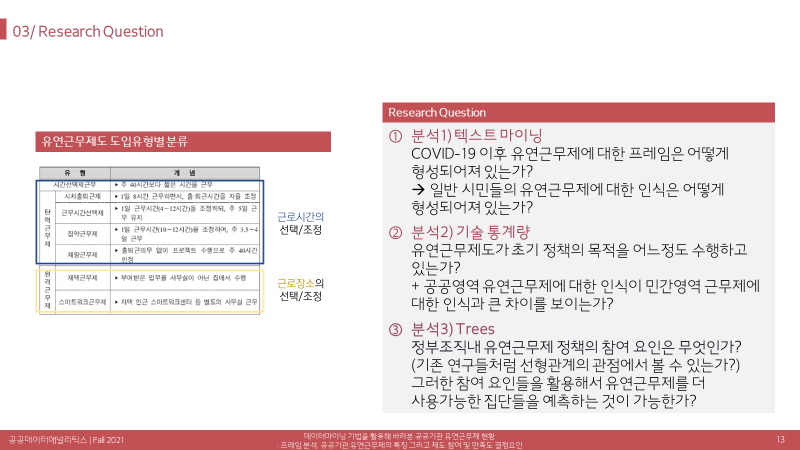 03/ Research Question
유연근무제도 도입유형별 분류
유 형 개 념
시간선택제근무 ▸ 주 40시간보다 짧은 시간을 근무
탄력근무제
시차출퇴근제 ▸ 1일 8시간 근무하면서, 출·퇴근시간을 자율 조정
근무시간선택제 ▸ 1일 근무시간(4~12시간)을 조정하되, 주 5일 근
무 유지
집약근무제 ▸ 1일 근무시간(10~12시간)을 조정하여, 주 3.5~4
일 근무
재량근무제 ▸ 출퇴근의무 없이 프로젝트 수행으로 주 40시간
인정
원격근무제
재택근무제 ▸ 부여받은 업무를 사무실이 아닌 집에서 수행
스마트워크근무제 ▸ 자택 인근 스마트워크센터 등 별도의 사무실 근무
근로시간의
선택/조정
근로장소의
선택/조정
Research Question
① 분석1) 텍스트 마이닝
COVID-19 이후 유연근무제에 대한 프레임은 어떻게
형성되어져 있는가?
→ 일반 시민들의 유연근무제에 대한 인식은 어떻게
형성되어져 있는가?
② 분석2) 기술 통계량
유연근무제도가 초기 정책의 목적을 어느정도 수행하고
있는가?
+ 공공영역 유연근무제에 대한 인식이 민간영역 근무제에
대한 인식과 큰 차이를 보이는가?
③ 분석3) Trees
정부조직내 유연근무제 정책의 참여 요인은 무엇인가?
(기존 연구들처럼 선형관계의 관점에서 볼 수 있는가?)
그러한 참여 요인들을 활용해서 유연근무제를 더
사용가능한 집단들을 예측하는 것이 가능한가?
공공데이터애널리틱스 | Fall 2021
데이터마이닝 기법을 활용해 바라본 공공기관 유연근무제 현황
: 프레임 분석, 공공기관 유연근무제의 특징 그리고 제도 참여 및 만족도 결정요인
13